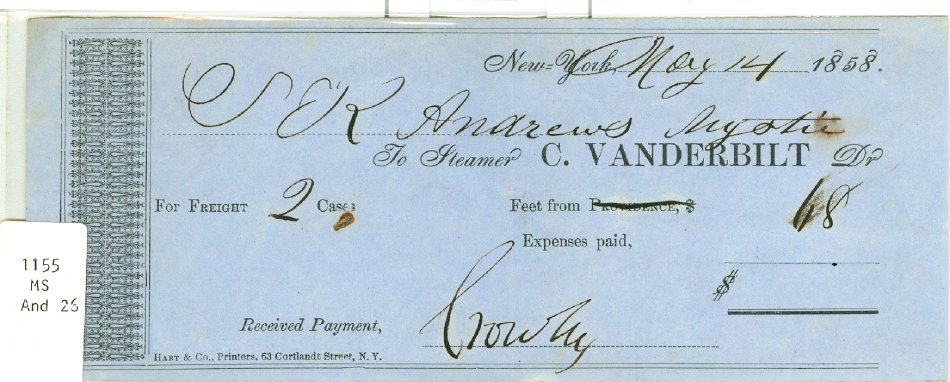 New-York, May 14 1858.
S K Andrews Mystic
To Steamer C. VANDERBILT Dr
For FREIGHT 2 Cases Feet from PROVIDENCE, $ 68
Expenses paid,
$
Received Payment, Crowley
HART & Co., Printers, 63 Cortlandt Street, N. Y.
1155
MS
And 26